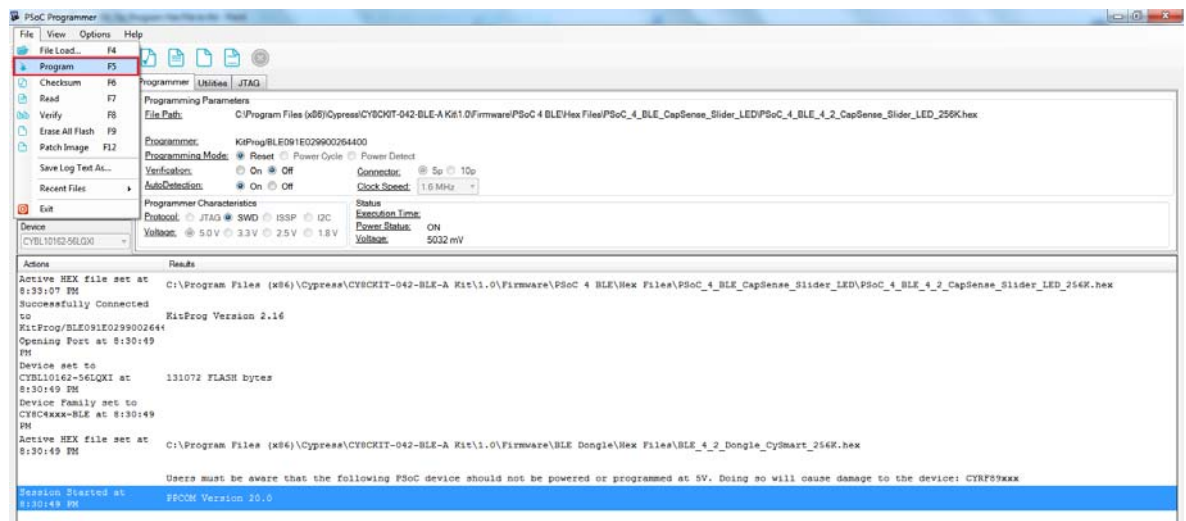 PSoC Programmer
File View Options Help
File Load... F4
Program F5
Checksum F6
Read F7
Verify F8
Erase All Flash F9
Patch Image F12
Save Log Text As...
Recent Files
Exit
Device
CYBL10162-56LQXI
Programmer Utilities JTAG
Programming Parameters
File Path: C:\Program Files (x86)\Cypress\CY8CKIT-042-BLE-A Kit\1.0\Firmware\PSoC 4 BLE\Hex Files\PSoC_4_BLE_CapSense_Slider_LED\PSoC_4_BLE_4_2_CapSense_Slider_LED_256K.hex
Programmer: KitProg/BLE091E029900264400
Programming Mode: Reset Power Cycle Power Detect
Verification: On Off Connector: 5p 10p
AutoDetection: On Off Clock Speed: 1.6 MHz
Programmer Characteristics Status
Protocol: JTAG SWD ISSP I2C Execution Time:
Power Status: ON
Voltage: 5.0 V 3.3 V 2.5 V 1.8 V Voltage: 5032 mV
Actions Results
Active HEX file set at
8:33:07 PM
C:\Program Files (x86)\Cypress\CY8CKIT-042-BLE-A Kit\1.0\Firmware\PSoC 4 BLE\Hex Files\PSoC_4_BLE_CapSense_Slider_LED\PSoC_4_BLE_4_2_CapSense_Slider_LED_256K.hex
Successfully Connected
to
KitProg/BLE091E0299002644
KitProg Version 2.16
Opening Port at 8:30:49
PM
Device set to
CYBL10162-56LQXI at
8:30:49 PM
131072 FLASH bytes
Device Family set to
CY8C4xxx-BLE at 8:30:49
PM
Active HEX file set at
8:30:49 PM
C:\Program Files (x86)\Cypress\CY8CKIT-042-BLE-A Kit\1.0\Firmware\BLE Dongle\Hex Files\BLE_4_2_Dongle_CySmart_256K.hex
Users must be aware that the following PSoC device should not be powered or programmed at 5V. Doing so will cause damage to the device: CYRF89xxx
Session Started at
8:30:49 PM
PPCOM Version 20.0